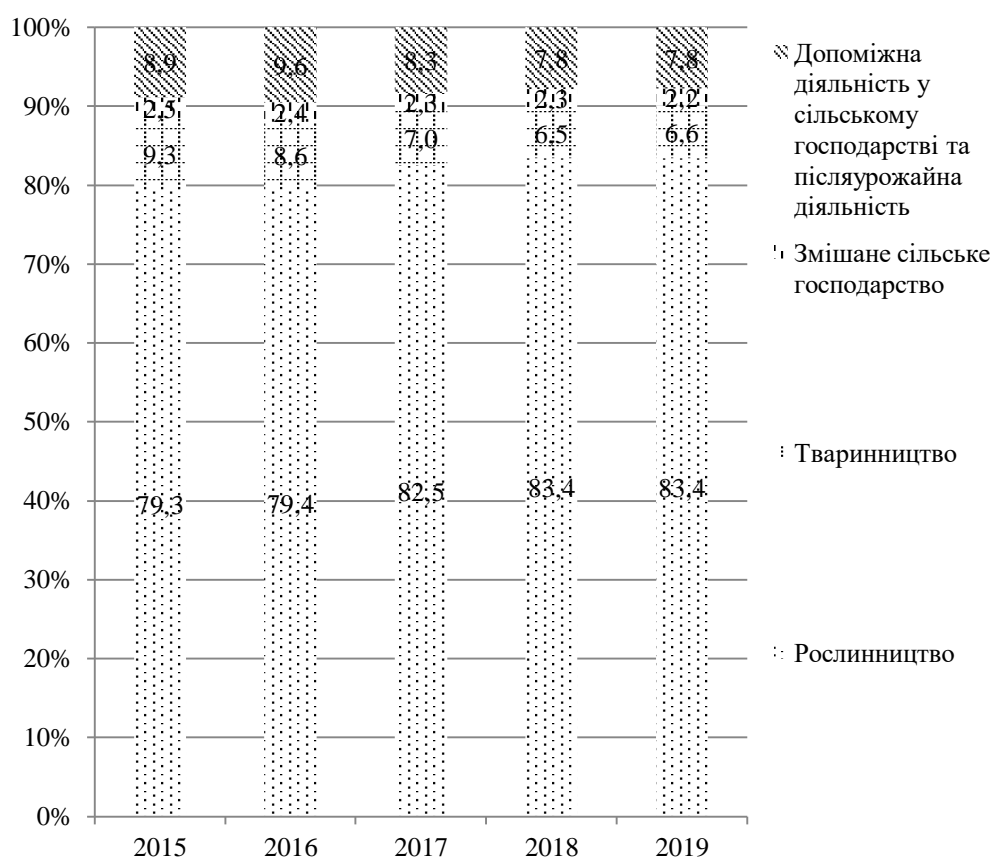 100%
90%
80%
70%
60%
50%
40%
30%
20%
10%
0%
8,9 9,6 8,3 7,8 7,8
2,5 2,4 2,3 2,3 2,2
9,3 8,6 7,0 6,5 6,6
79,3 79,4 82,5 83,4 83,4
2015 2016 2017 2018 2019
Допоміжна
діяльність у
сільському
господарстві та
післяурожайна
діяльність
Змішане сільське
господарство
Тваринництво
Рослинництво